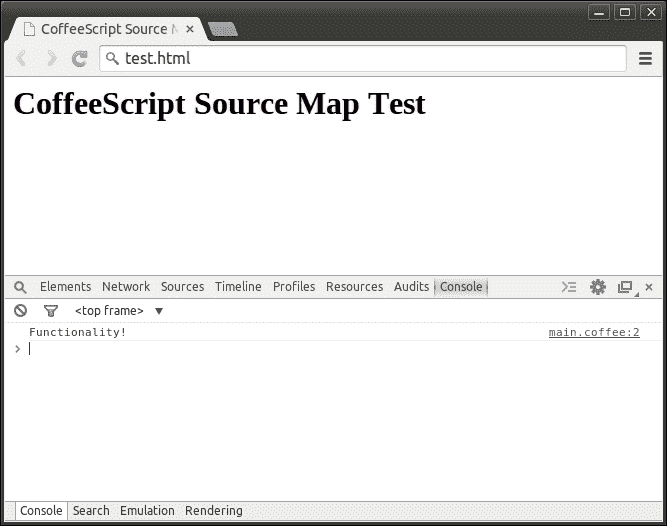 CoffeeScript Source M
test.html
CoffeeScript Source Map Test
Elements Network Sources Timeline Profiles Resources Audits Console
<top frame>
Functionality! main.coffee:2
Console Search Emulation Rendering